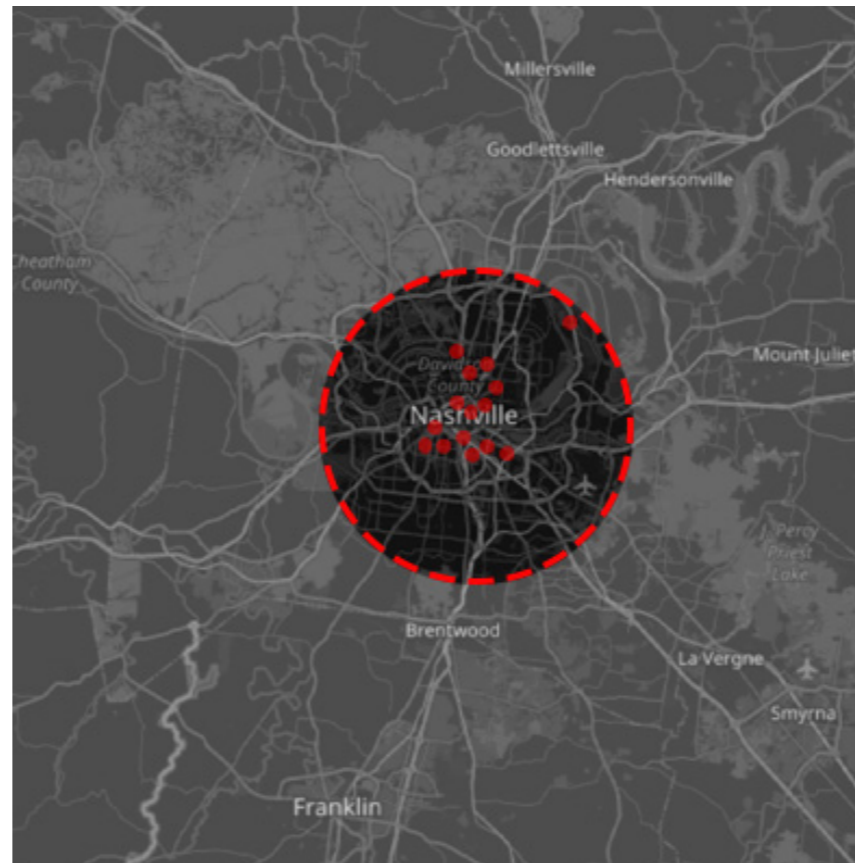 Millersville
Goodlettsville
Hendersonville
Cheatham
County
Mount Juliet
Davidson
County
Nashville
J. Percy
Priest
Lake
Brentwood
La Vergne
Smyrna
Franklin